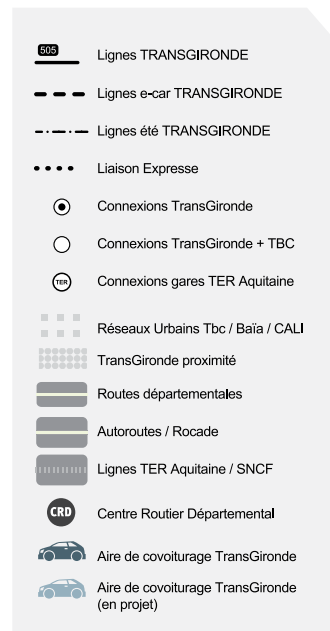 505 Lignes TRANSGIRONDE
Lignes e-car TRANSGIRONDE
Lignes été TRANSGIRONDE
Liaison Expresse
Connexions TransGironde
Connexions TransGironde + TBC
TER Connexions gares TER Aquitaine
Réseaux Urbains Tbc / Baïa / CALI
TransGironde proximité
Routes départementales
Autoroutes / Rocade
Lignes TER Aquitaine / SNCF
CRD Centre Routier Départemental
Aire de covoiturage TransGironde
Aire de covoiturage TransGironde
(en projet)